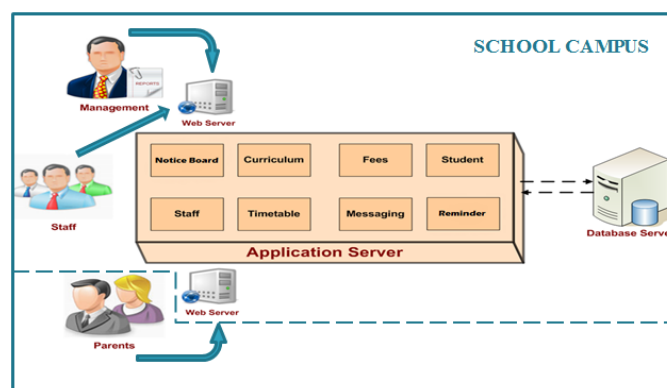 SCHOOL CAMPUS
REPORTS
Management
Web Server
Notice Board
Curriculum
Fees
Student
Staff
Staff
Timetable
Messaging
Reminder
Database Serve
Application Server
Web Server
Parents